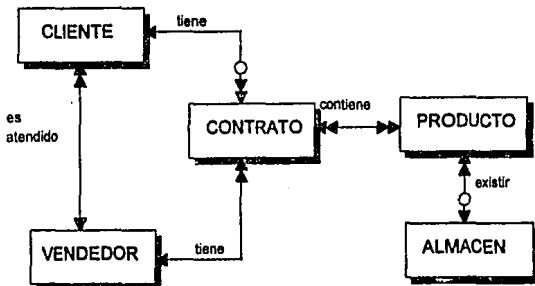 CLIENTE
tiene
es
atendido
CONTRATO
contiene
PRODUCTO
existir
VENDEDOR
tiene
ALMACEN